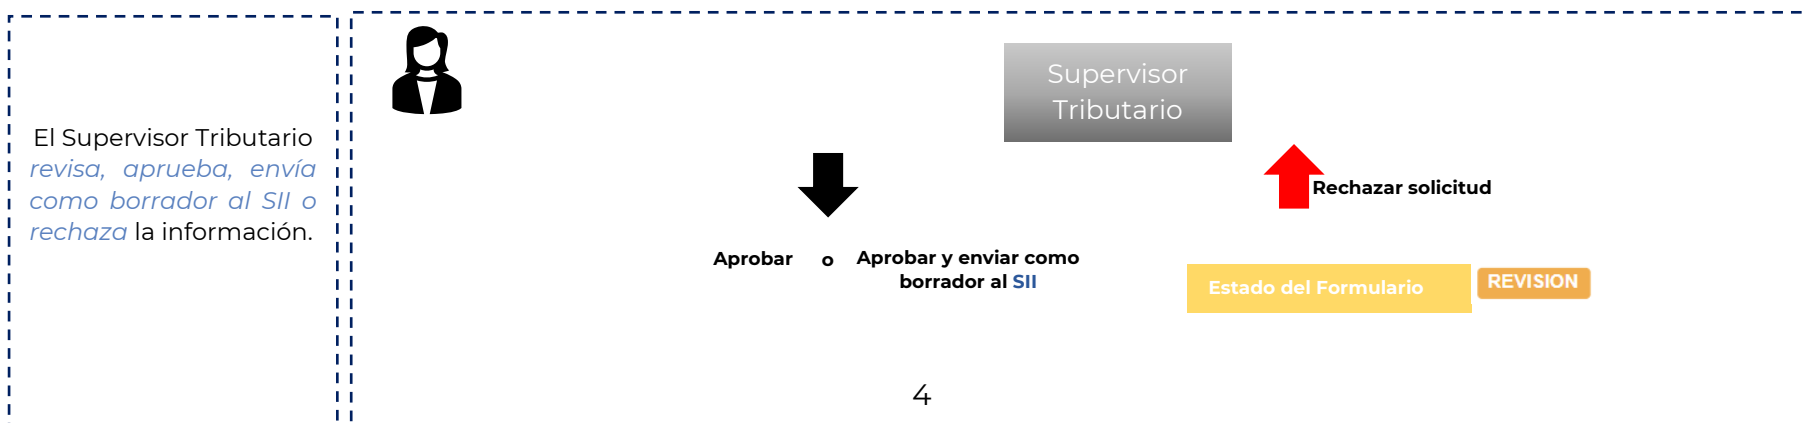 El Supervisor Tributario
revisa, aprueba, envía
como borrador al SII o
rechaza la información.
Supervisor
Tributario
Rechazar solicitud
Aprobar o Aprobar y enviar como
borrador al SII
Estado del Formulario REVISION
4